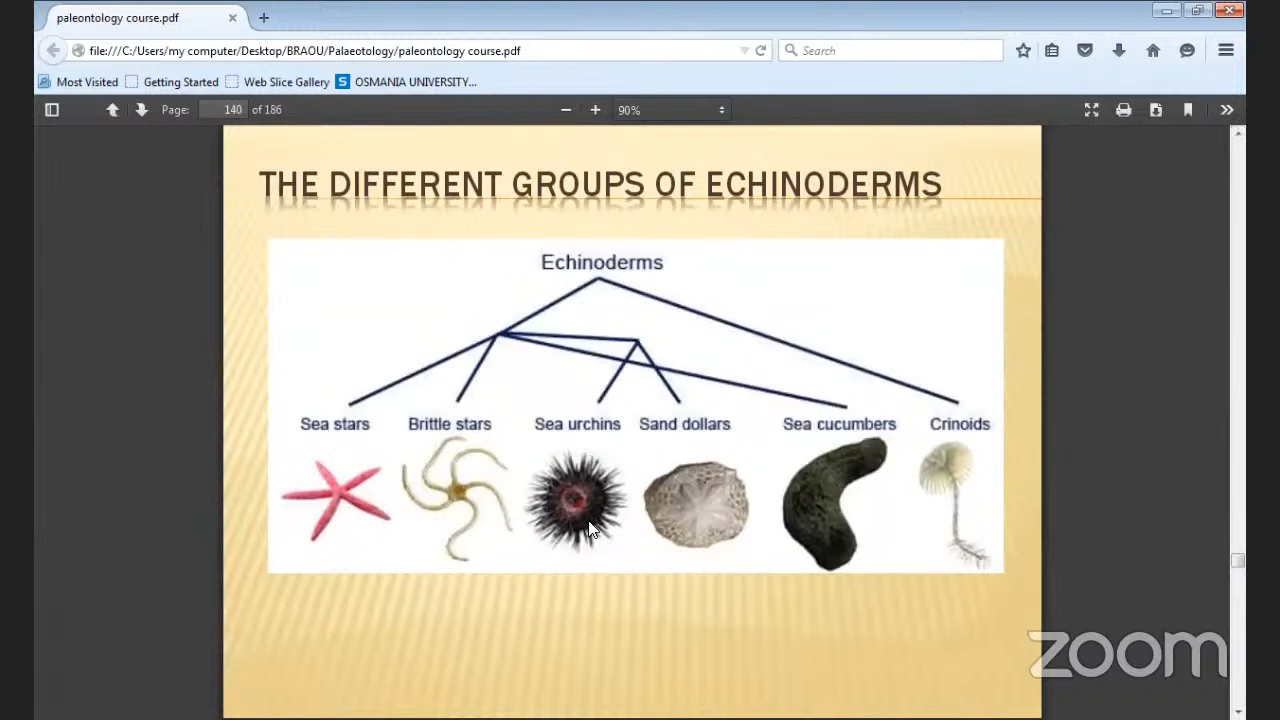 paleontology course.pdf
file:///C:/Users/my computer/Desktop/BRAOU/Palaeotology/paleontology course.pdf
Search
Most Visited Getting Started Web Slice Gallery S OSMANIA UNIVERSITY...
Page: 140 of 186
90%
THE DIFFERENT GROUPS OF ECHINODERMS
Echinoderms
Sea stars Brittle stars Sea urchins Sand dollars Sea cucumbers Crinoids
zoom